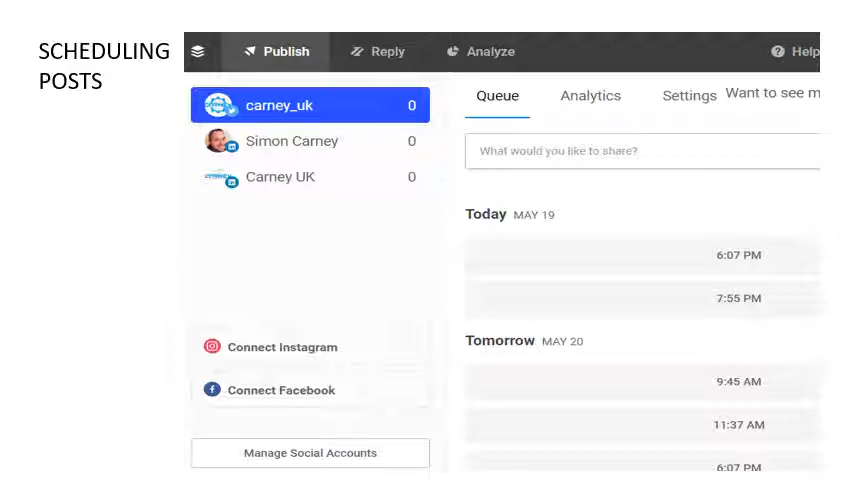 SCHEDULING
POSTS
Publish
Reply
Analyze
Help
carney_uk 0
Simon Carney 0
Carney UK 0
Connect Instagram
Connect Facebook
Manage Social Accounts
Queue
Analytics
Settings
Want to see m
What would you like to share?
Today MAY 19
6:07 PM
7:55 PM
Tomorrow MAY 20
9:45 AM
11:37 AM
6:07 PM